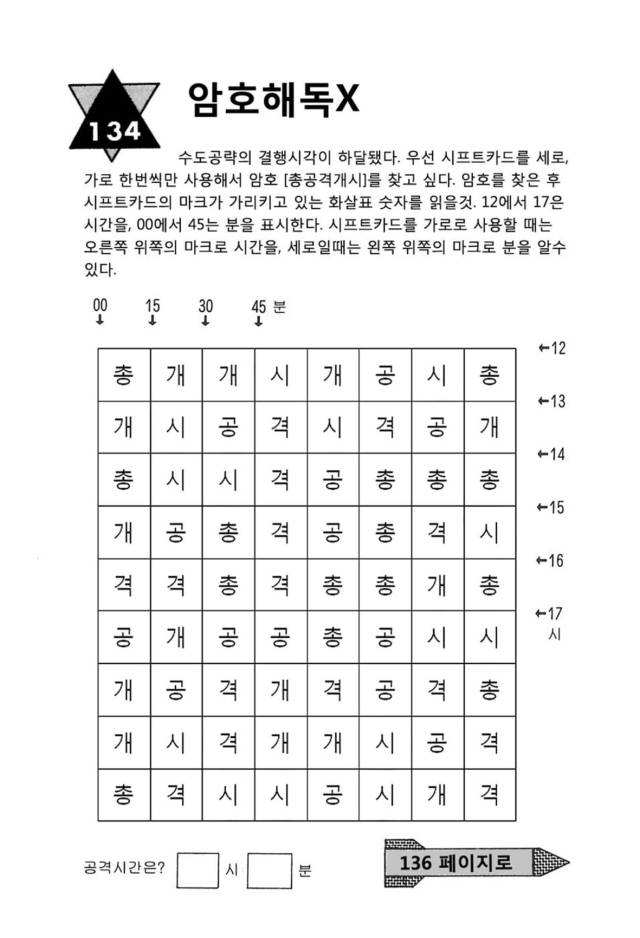 134
암호해독X
수도공략의 결행시각이 하달됐다. 우선 시프트카드를 세로,
가로 한번씩만 사용해서 암호 [총공격개시]를 찾고 싶다. 암호를 찾은 후
시프트카드의 마크가 가리키고 있는 화살표 숫자를 읽을것. 12에서 17은
시간을, 00에서 45는 분을 표시한다. 시프트카드를 가로로 사용할 때는
오른쪽 위쪽의 마크로 시간을, 세로일때는 왼쪽 위쪽의 마크로 분을 알수
있다.
00 15 30 45 분
↓ ↓ ↓ ↓
←12
총 개 개 시 개 공 시 총
←13
개 시 공 격 시 격 공 개
←14
총 시 시 격 공 총 총 총
←15
개 공 총 격 공 총 격 시
←16
격 격 총 격 총 총 개 총
←17
공 개 공 공 총 공 시 시
시
개 공 격 개 격 공 격 총
개 시 격 개 개 시 공 격
총 격 시 시 공 시 개 격
공격시간은? 시 분
136 페이지로